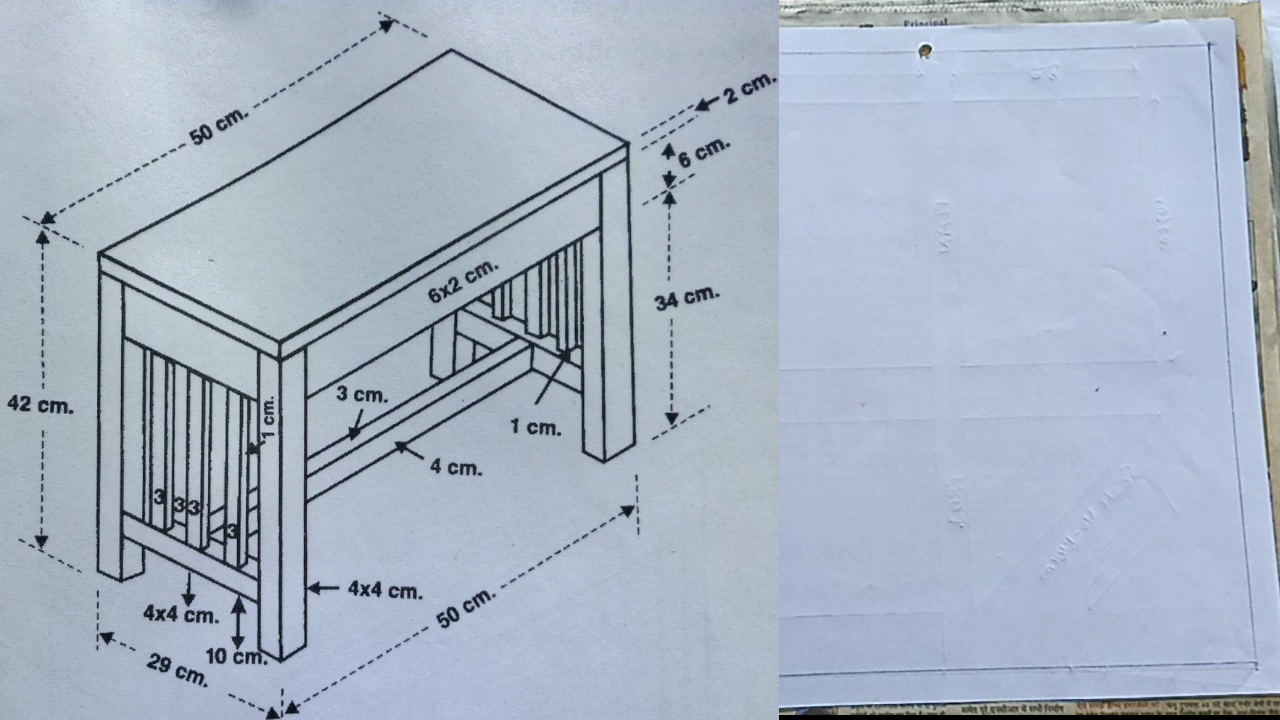 50 cm.
2 cm.
6 cm.
6x2 cm.
34 cm.
42 cm.
3 cm.
1 cm.
1 cm.
4 cm.
3 3 3 3
4x4 cm.
4x4 cm.
10 cm.
50 cm.
29 cm.
Principal